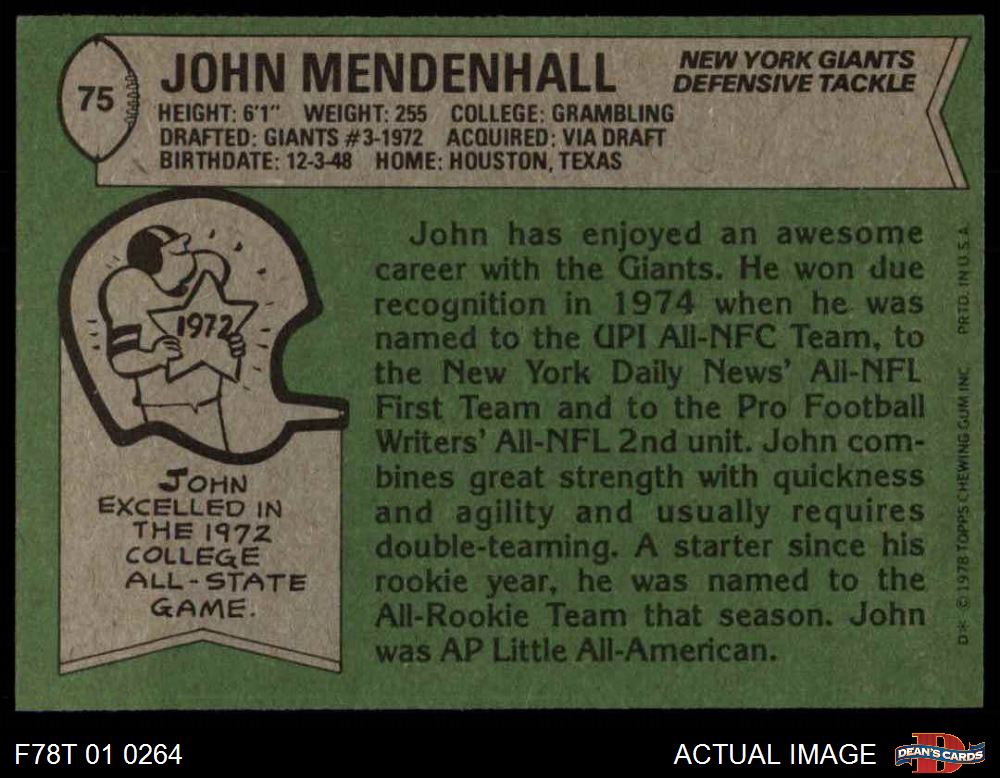 75
JOHN MENDENHALL
NEW YORK GIANTS
DEFENSIVE TACKLE
HEIGHT: 6'1" WEIGHT: 255 COLLEGE: GRAMBLING
DRAFTED: GIANTS #3-1972 ACQUIRED: VIA DRAFT
BIRTHDATE: 12-3-48 HOME: HOUSTON, TEXAS
1972
JOHN
EXCELLED IN
THE 1972
COLLEGE
ALL-STATE
GAME.
John has enjoyed an awesome
career with the Giants. He won due
recognition in 1974 when he was
named to the UPI All-NFC Team, to
the New York Daily News' All-NFL
First Team and to the Pro Football
Writers' All-NFL 2nd unit. John com-
bines great strength with quickness
and agility and usually requires
double-teaming. A starter since his
rookie year, he was named to the
All-Rookie Team that season. John
was AP Little All-American.
D* © 1978 TOPPS CHEWING GUM INC. PRTD. IN U.S.A.
F78T 01 0264
ACTUAL IMAGE
DEAN'S CARDS